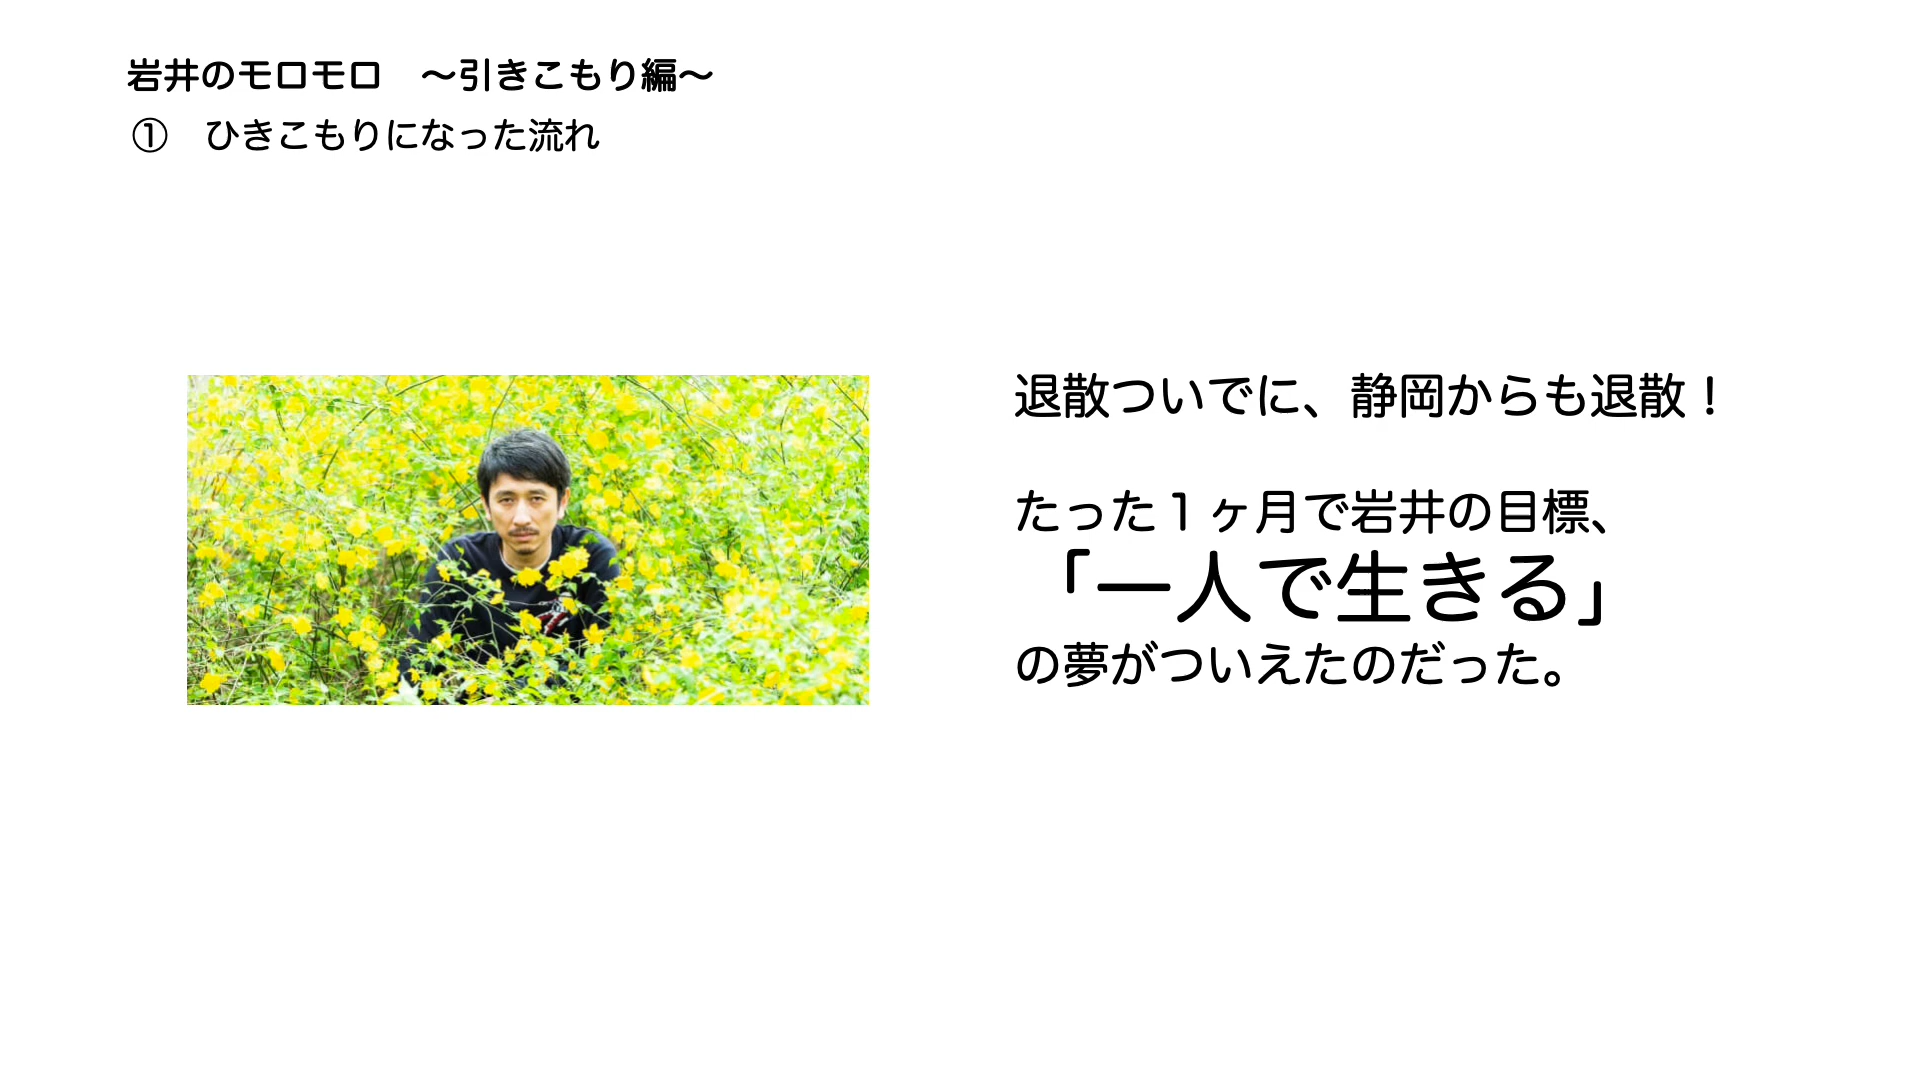 岩井のモロモロ　〜引きこもり編〜
①　ひきこもりになった流れ
退散ついでに、静岡からも退散！
たった１ヶ月で岩井の目標、
「一人で生きる」
の夢がついえたのだった。